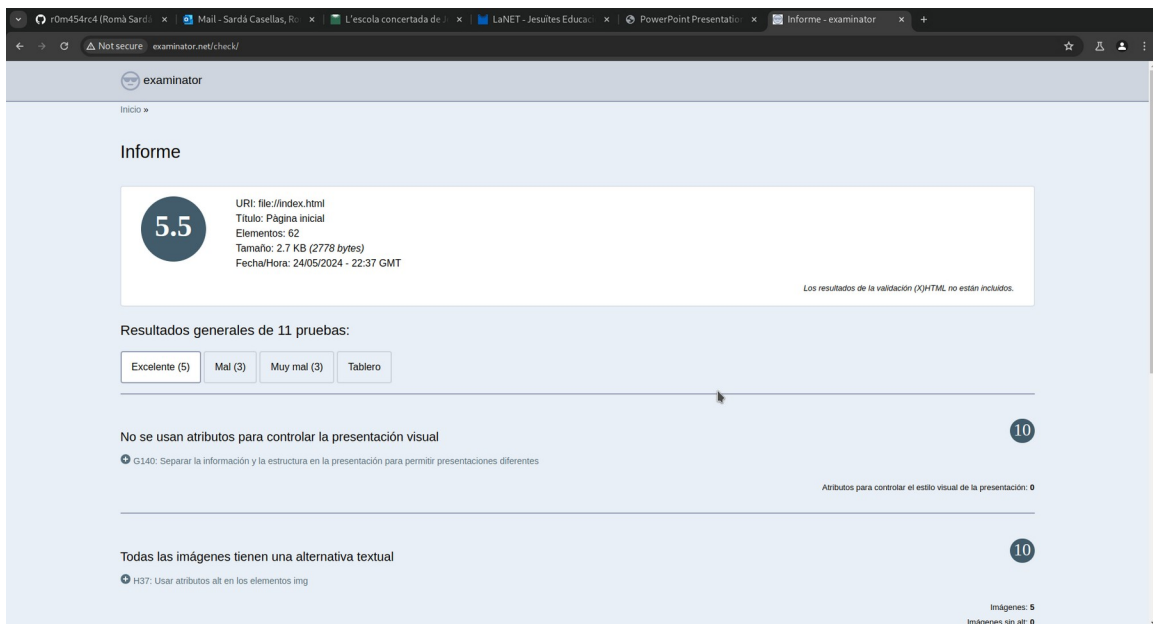 r0m454rc4 (Romà Sardá
Mail - Sardá Casellas, Ro
L'escola concertada de J
LaNET - Jesuïtes Educaci
PowerPoint Presentation
Informe - examinator
Not secure examinator.net/check/
examinator
Inicio »
Informe
5.5
URI: file://index.html
Título: Pàgina inicial
Elementos: 62
Tamaño: 2.7 KB (2778 bytes)
Fecha/Hora: 24/05/2024 - 22:37 GMT
Los resultados de la validación (X)HTML no están incluidos.
Resultados generales de 11 pruebas:
Excelente (5) Mal (3) Muy mal (3) Tablero
No se usan atributos para controlar la presentación visual
10
G140: Separar la información y la estructura en la presentación para permitir presentaciones diferentes
Atributos para controlar el estilo visual de la presentación: 0
Todas las imágenes tienen una alternativa textual
10
H37: Usar atributos alt en los elementos img
Imágenes: 5
Imágenes sin alt: 0